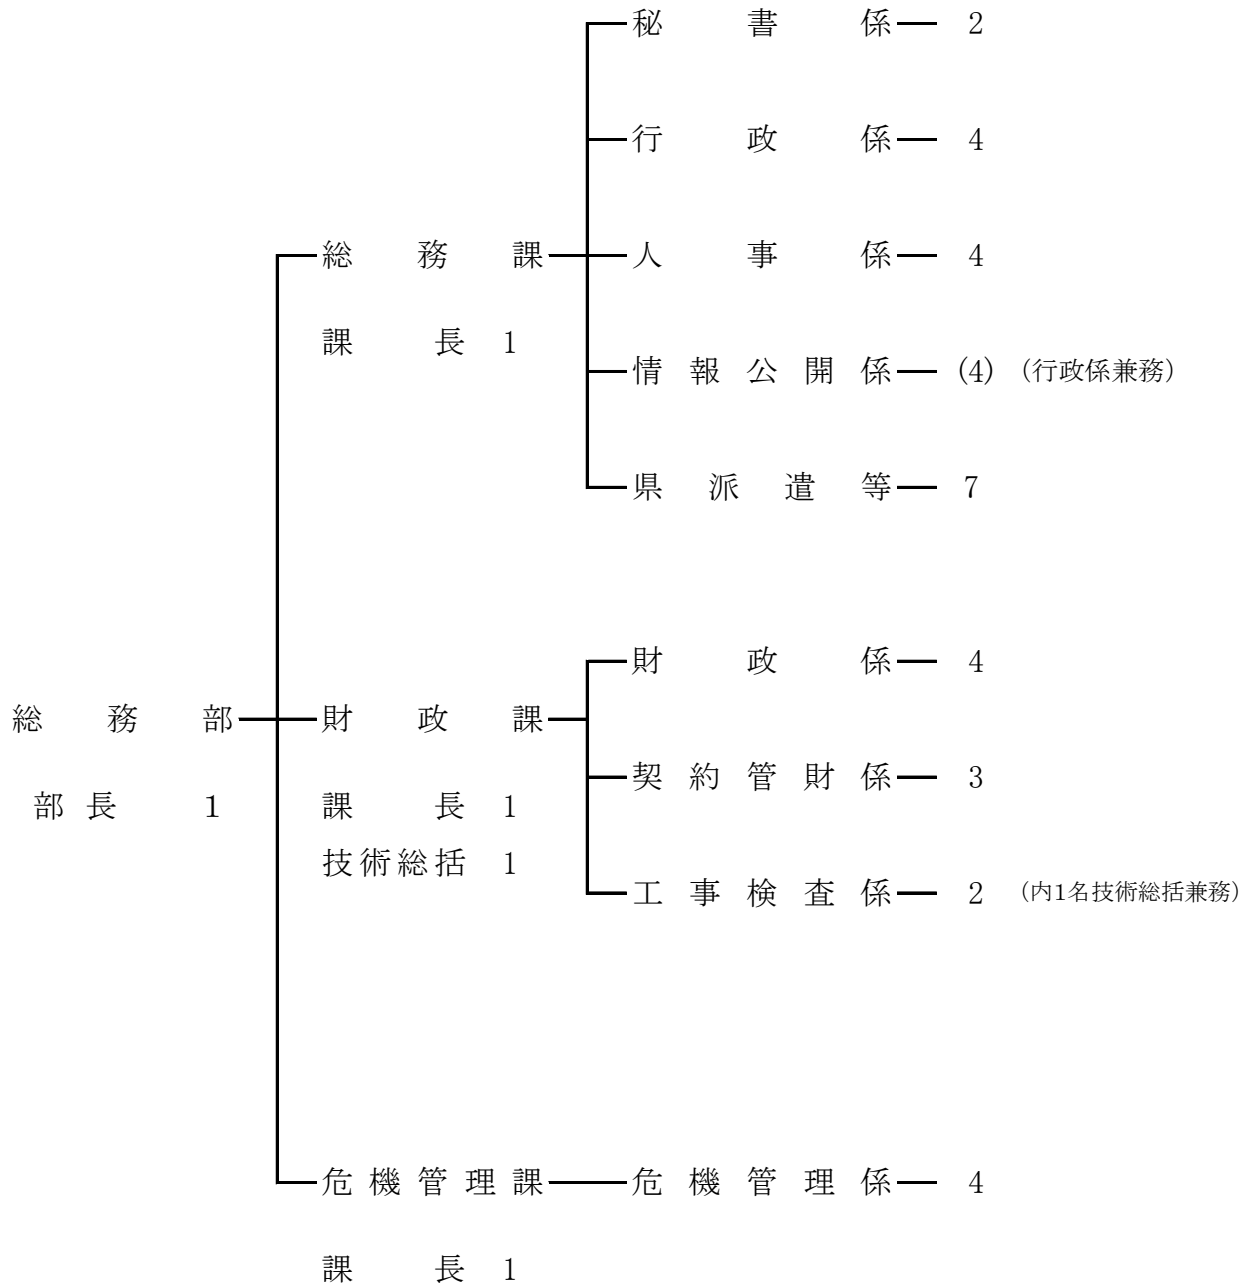 秘書係 2
行政係 4
総務課 人事係 4
課長 1
情報公開係 (4) (行政係兼務)
県派遣等 7
財政係 4
総務部 財政課
契約管財係 3
部長 1 課長 1
技術総括 1
工事検査係 2 (内1名技術総括兼務)
危機管理課 危機管理係 4
課長 1